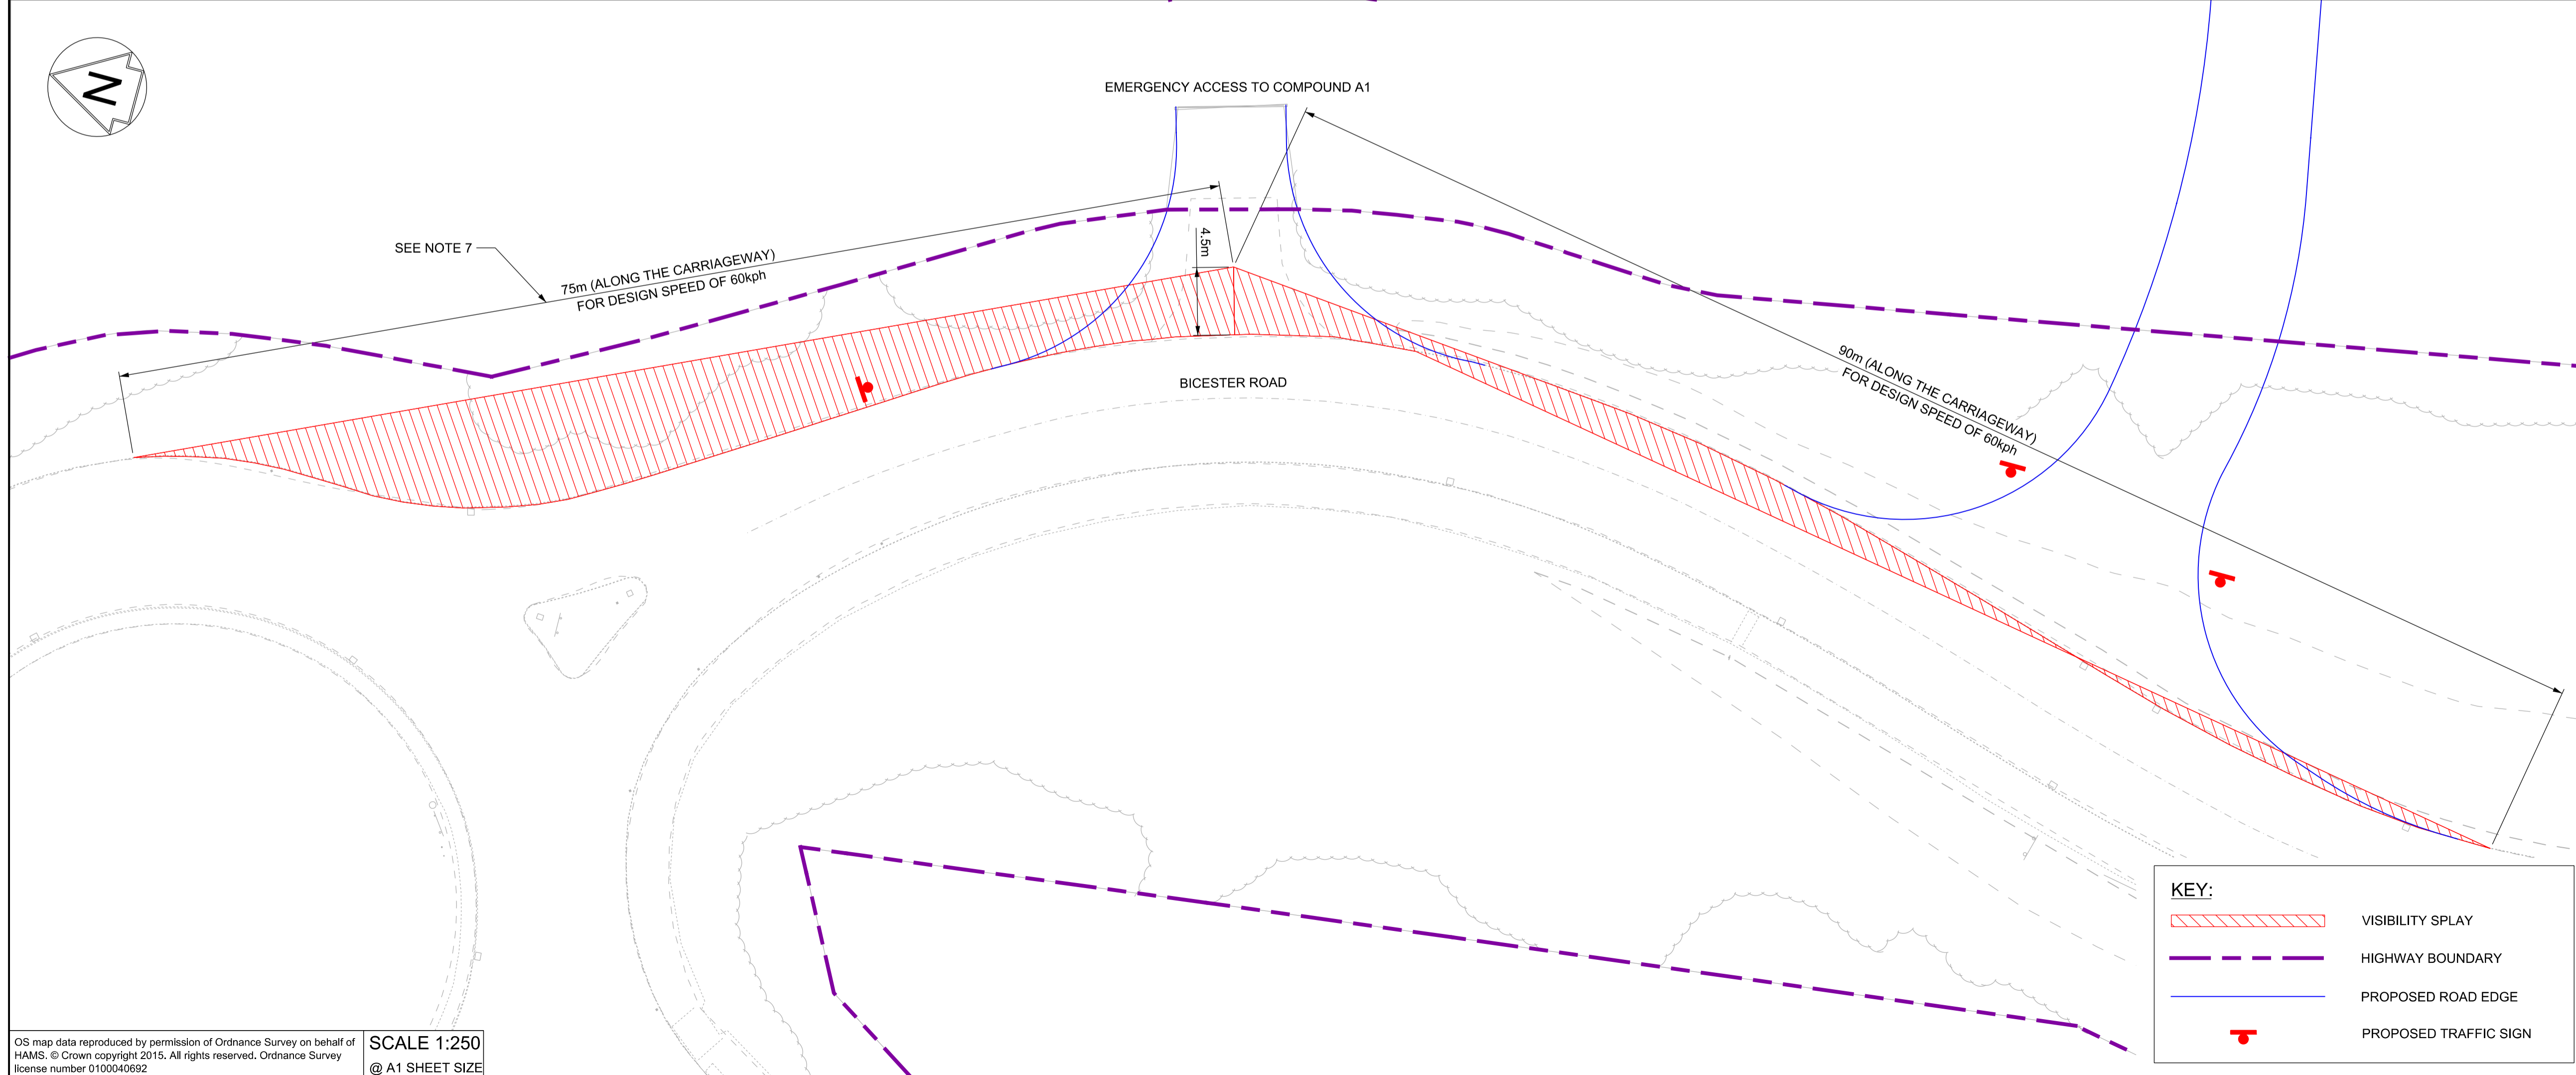 N
EMERGENCY ACCESS TO COMPOUND A1
SEE NOTE 7
75m (ALONG THE CARRIAGEWAY)
FOR DESIGN SPEED OF 60kph
4.5m
BICESTER ROAD
90m (ALONG THE CARRIAGEWAY)
FOR DESIGN SPEED OF 60kph
KEY:
VISIBILITY SPLAY
HIGHWAY BOUNDARY
PROPOSED ROAD EDGE
PROPOSED TRAFFIC SIGN
OS map data reproduced by permission of Ordnance Survey on behalf of
HAMS. © Crown copyright 2015. All rights reserved. Ordnance Survey
license number 0100040692
SCALE 1:250
@ A1 SHEET SIZE